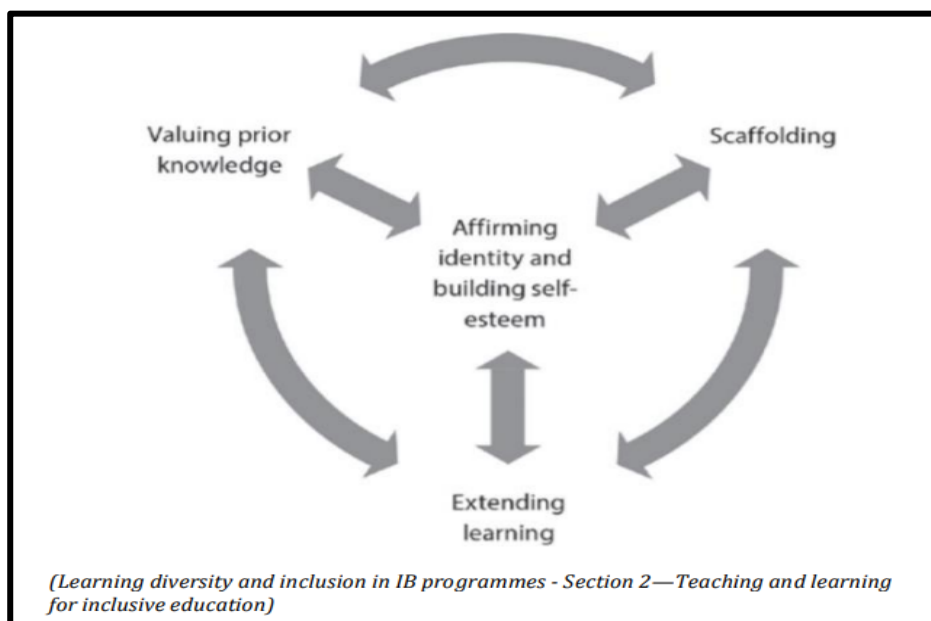 Valuing prior
knowledge
Scaffolding
Affirming
identity and
building self-
esteem
Extending
learning
(Learning diversity and inclusion in IB programmes - Section 2—Teaching and learning
for inclusive education)